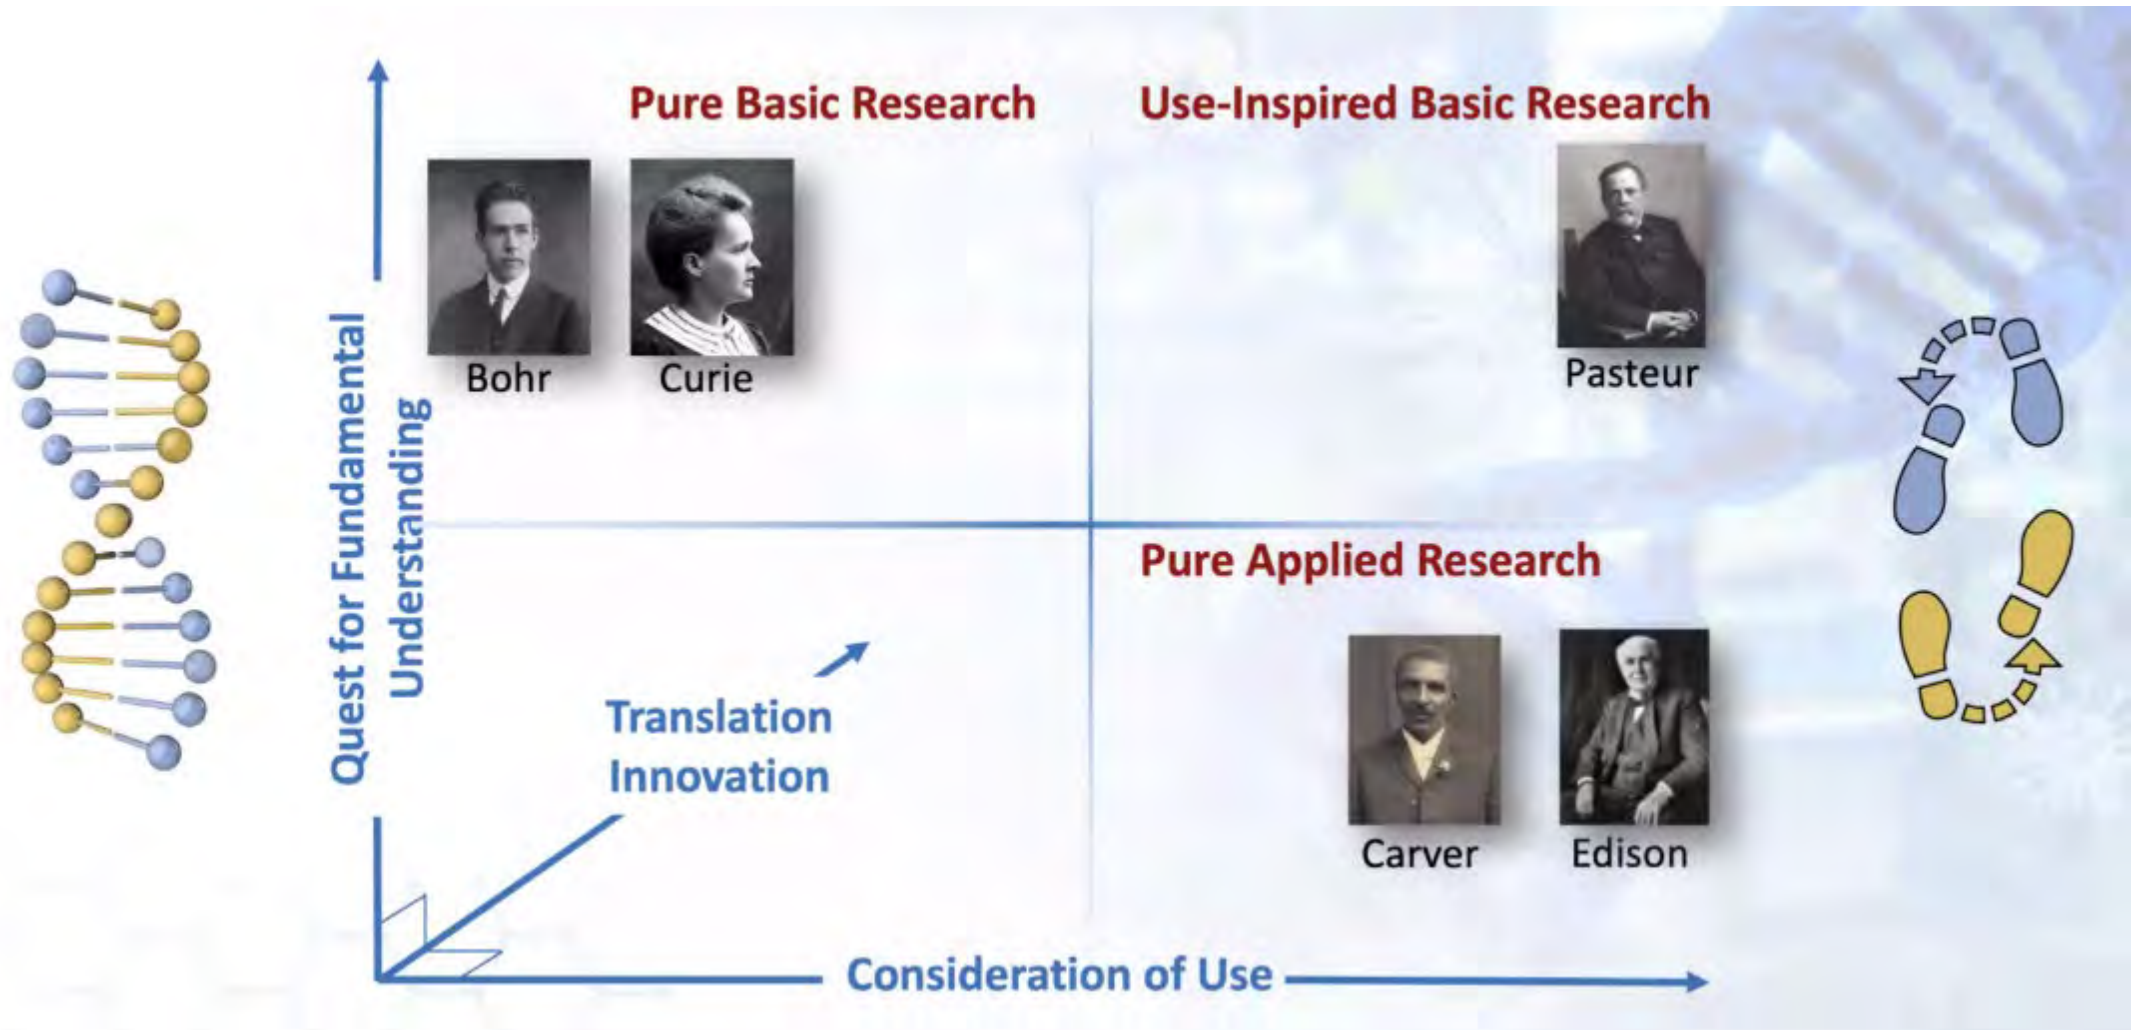 Pure Basic Research
Use-Inspired Basic Research
Bohr
Curie
Pasteur
Quest for Fundamental
Understanding
Pure Applied Research
Translation
Innovation
Carver
Edison
Consideration of Use